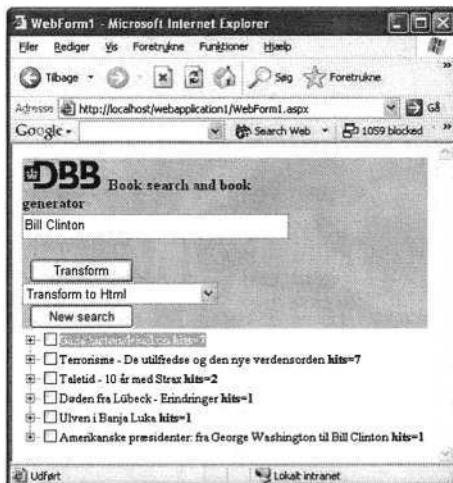 WebForm1 - Microsoft Internet Explorer
Filer Rediger Vis Foretrukne Funktioner Hjælp
Tilbage Søg Foretrukne
Adresse http://localhost/webapplication1/WebForm1.aspx Gå
Google Search Web 1059 blocked
DBB Book search and book
generator
Bill Clinton
Transform
Transform to Html
New search
hits=7
Terrorisme - De utilfredse og den nye verdensorden hits=7
Taletid - 10 år med Strax hits=2
Døden fra Lübeck - Erindringer hits=1
Ulven i Banja Luka hits=1
Amerikanske præsidenter: fra George Washington til Bill Clinton hits=1
Udført Lokalt intranet